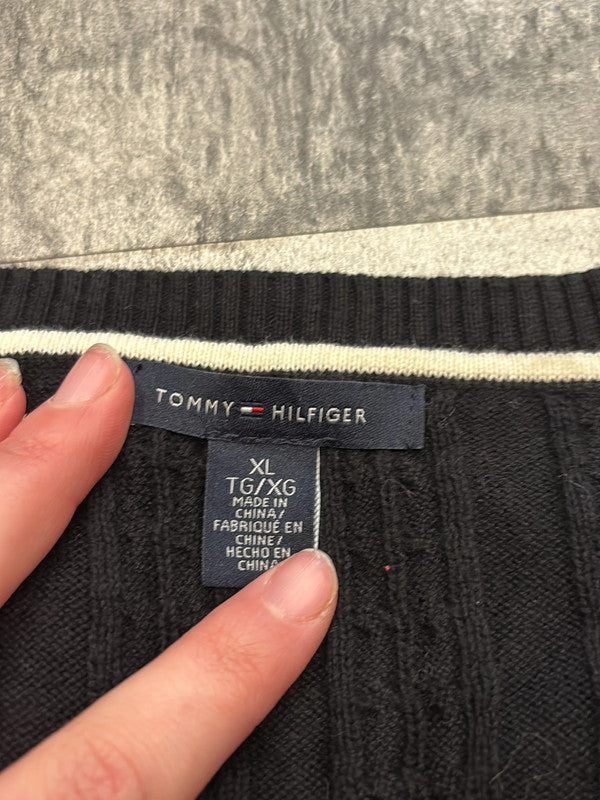 TOMMY HILFIGER
XL
TG/XG
MADE IN
CHINA/
FABRIQUÉ EN
CHINE/
HECHO EN
CHINA